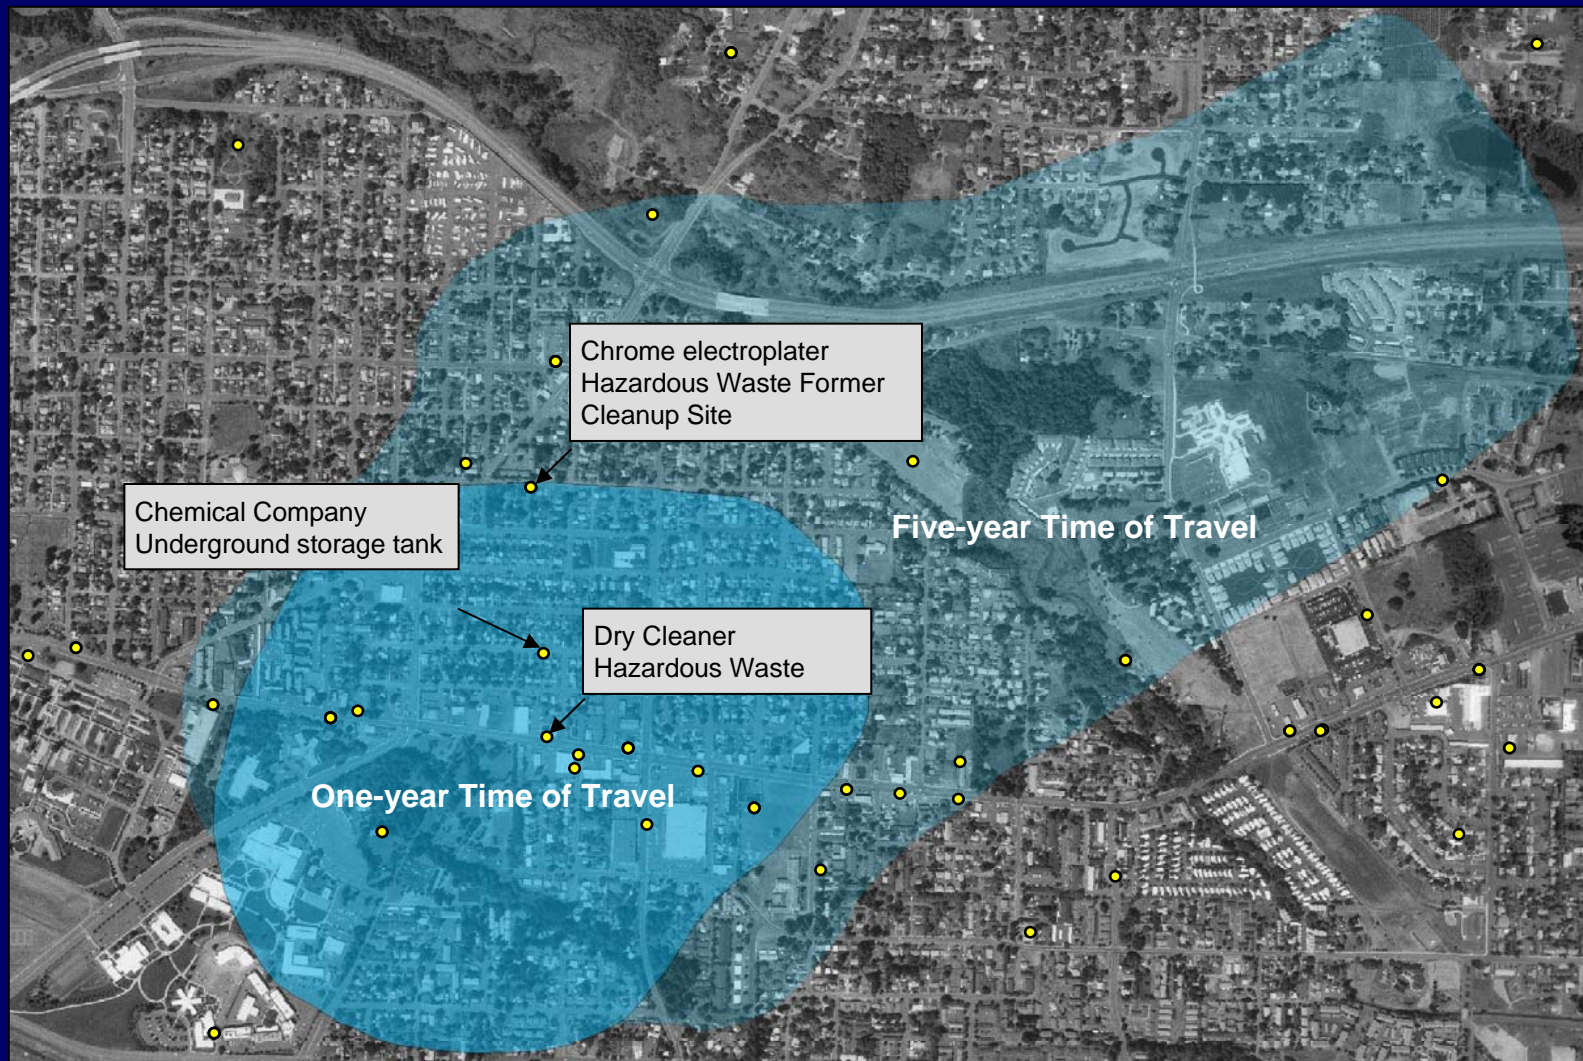 Chrome electroplater
Hazardous Waste Former
Cleanup Site
Chemical Company
Underground storage tank
Five-year Time of Travel
Dry Cleaner
Hazardous Waste
One-year Time of Travel